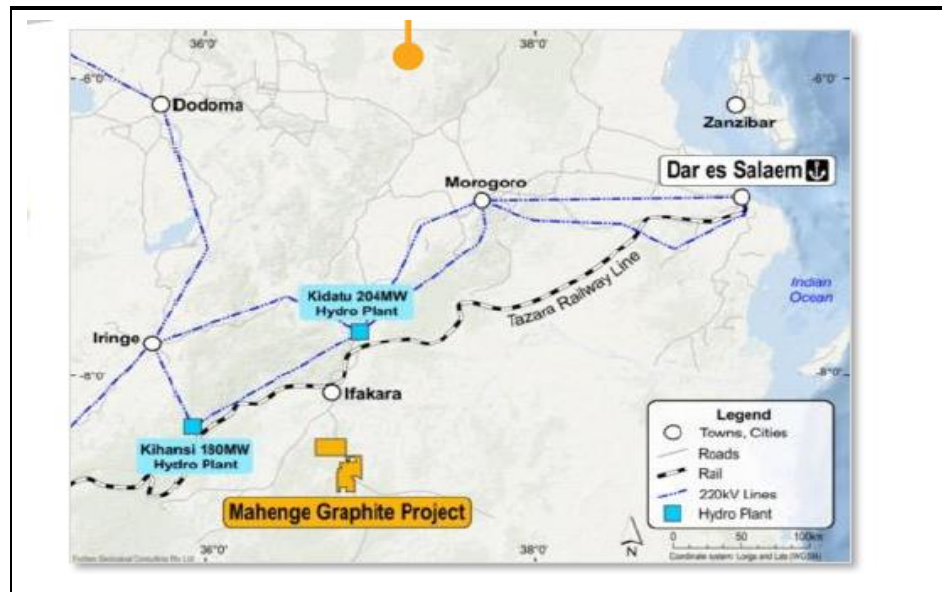 36°0'
38°0'
-6°0'
-6°0'
Dodoma
Zanzibar
Dar es Salaem
Morogoro
Indian
Ocean
Kidatu 204MW
Hydro Plant
Tazara Railway Line
Iringe
-8°0'
-8°0'
Ifakara
Kihansi 180MW
Hydro Plant
Mahenge Graphite Project
Legend
Towns, Cities
Roads
Rail
220kV Lines
Hydro Plant
N
0 50 100km
36°0'
38°0'
Coordinate system: